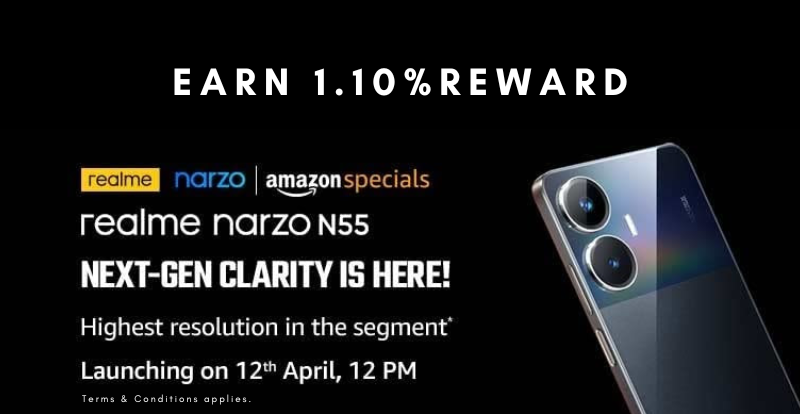 EARN 1.10%REWARD
realme narzo | amazon specials
realme narzo N55
NEXT-GEN CLARITY IS HERE!
Highest resolution in the segment*
Launching on 12th April, 12 PM
Terms & Conditions applies.